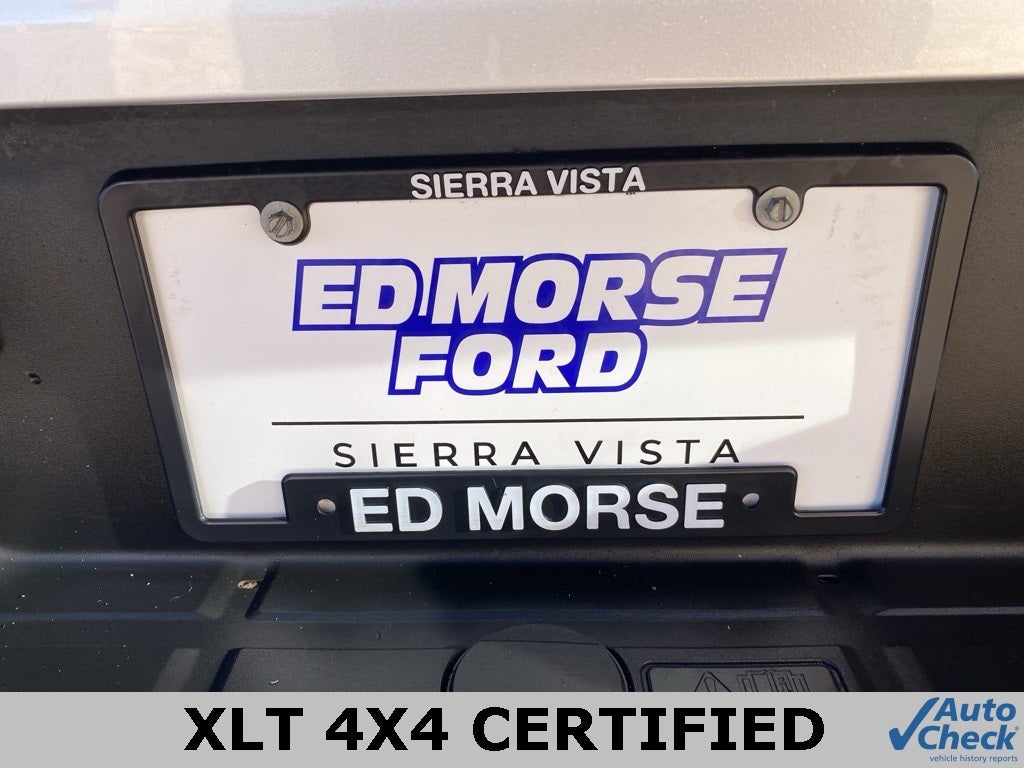 SIERRA VISTA
ED MORSE
FORD
SIERRA VISTA
ED MORSE
XLT 4X4 CERTIFIED
Auto
Check
vehicle history reports